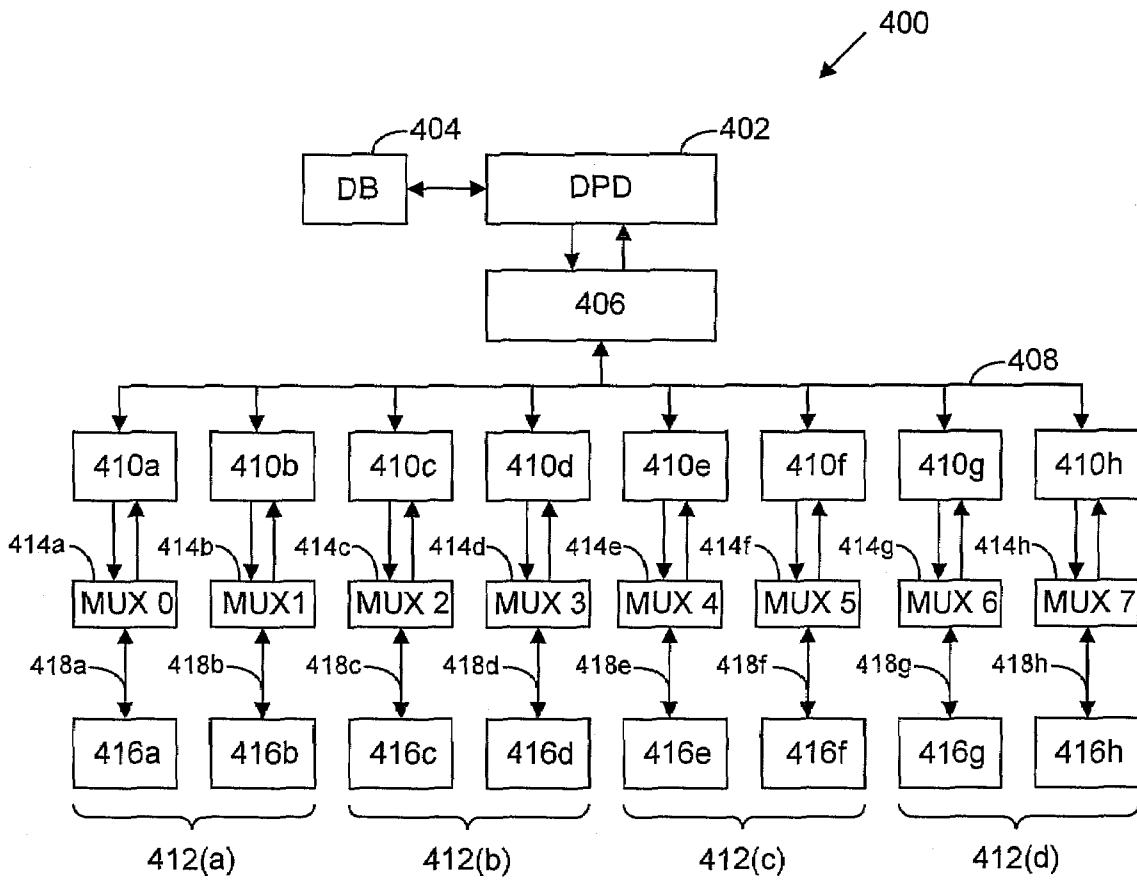 400
404 402
DB DPD
406
408
410a 410b 410c 410d 410e 410f 410g 410h
414a 414b 414c 414d 414e 414f 414g 414h
MUX 0 MUX1 MUX 2 MUX 3 MUX 4 MUX 5 MUX 6 MUX 7
418a 418b 418c 418d 418e 418f 418g 418h
416a 416b 416c 416d 416e 416f 416g 416h
412(a) 412(b) 412(c) 412(d)